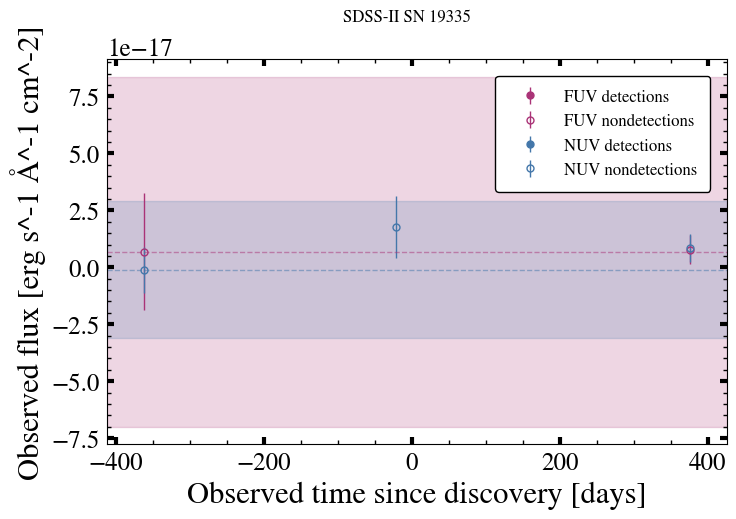 SDSS-II SN 19335
1e−17
Observed flux [erg s^-1 Å^-1 cm^-2]
7.5
5.0
2.5
0.0
−2.5
−5.0
−7.5
FUV detections
FUV nondetections
NUV detections
NUV nondetections
−400 −200 0 200 400
Observed time since discovery [days]